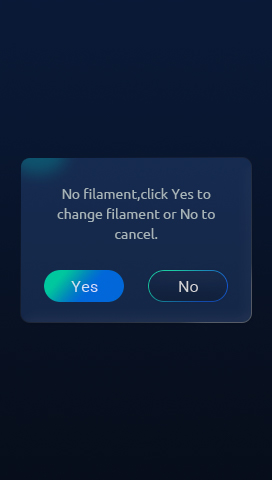 No filament,click Yes to
change filament or No to
cancel.
Yes
No